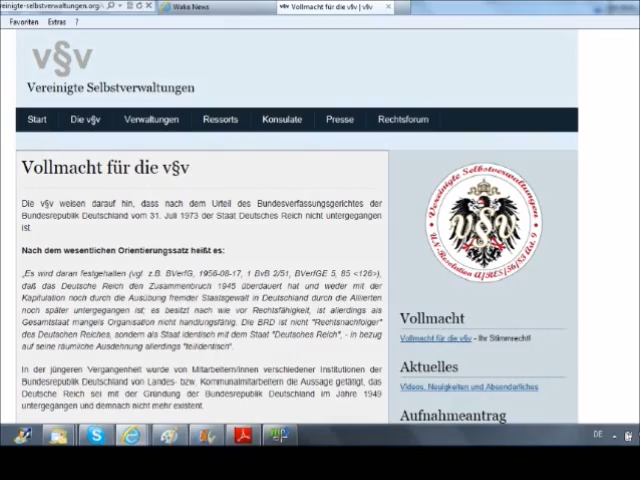 reinigte-selbstverwaltungen.org/
Wake News
Vollmacht für die v§v | v§v
Favoriten Extras ?
v§v
Vereinigte Selbstverwaltungen
Start Die v§v Verwaltungen Ressorts Konsulate Presse Rechtsforum
Vollmacht für die v§v
Die v§v weisen darauf hin, dass nach dem Urteil des Bundesverfassungsgerichtes der
Bundesrepublik Deutschland vom 31. Juli 1973 der Staat Deutsches Reich nicht untergegangen
ist.
Nach dem wesentlichen Orientierungssatz heißt es:
„Es wird daran festgehalten (vgl. z.B. BVerfG, 1956-08-17, 1 BvB 2/51, BVerfGE 5, 85 <126>),
daß das Deutsche Reich den Zusammenbruch 1945 überdauert hat und weder mit der
Kapitulation noch durch die Ausübung fremder Staatsgewalt in Deutschland durch die Alliierten
noch später untergegangen ist; es besitzt nach wie vor Rechtsfähigkeit, ist allerdings als
Gesamtstaat mangels Organisation nicht handlungsfähig. Die BRD ist nicht "Rechtsnachfolger"
des Deutschen Reiches, sondern als Staat identisch mit dem Staat "Deutsches Reich", - in bezug
auf seine räumliche Ausdehnung allerdings "teilidentisch".
In der jüngeren Vergangenheit wurde von Mitarbeitern/innen verschiedener Institutionen der
Bundesrepublik Deutschland von Landes- bzw. Kommunalmitarbeitern die Aussage getätigt, das
Deutsche Reich sei mit der Gründung der Bundesrepublik Deutschland im Jahre 1949
untergegangen und demnach nicht mehr existent.
Vereinigte Selbstverwaltungen
v§v
UN-Resolution A/RES/56/83 Art. 9
Vollmacht
Vollmacht für die v§v - Ihr Stimmrecht!
Aktuelles
Videos, Neuigkeiten und Absonderliches
Aufnahmeantrag
DE